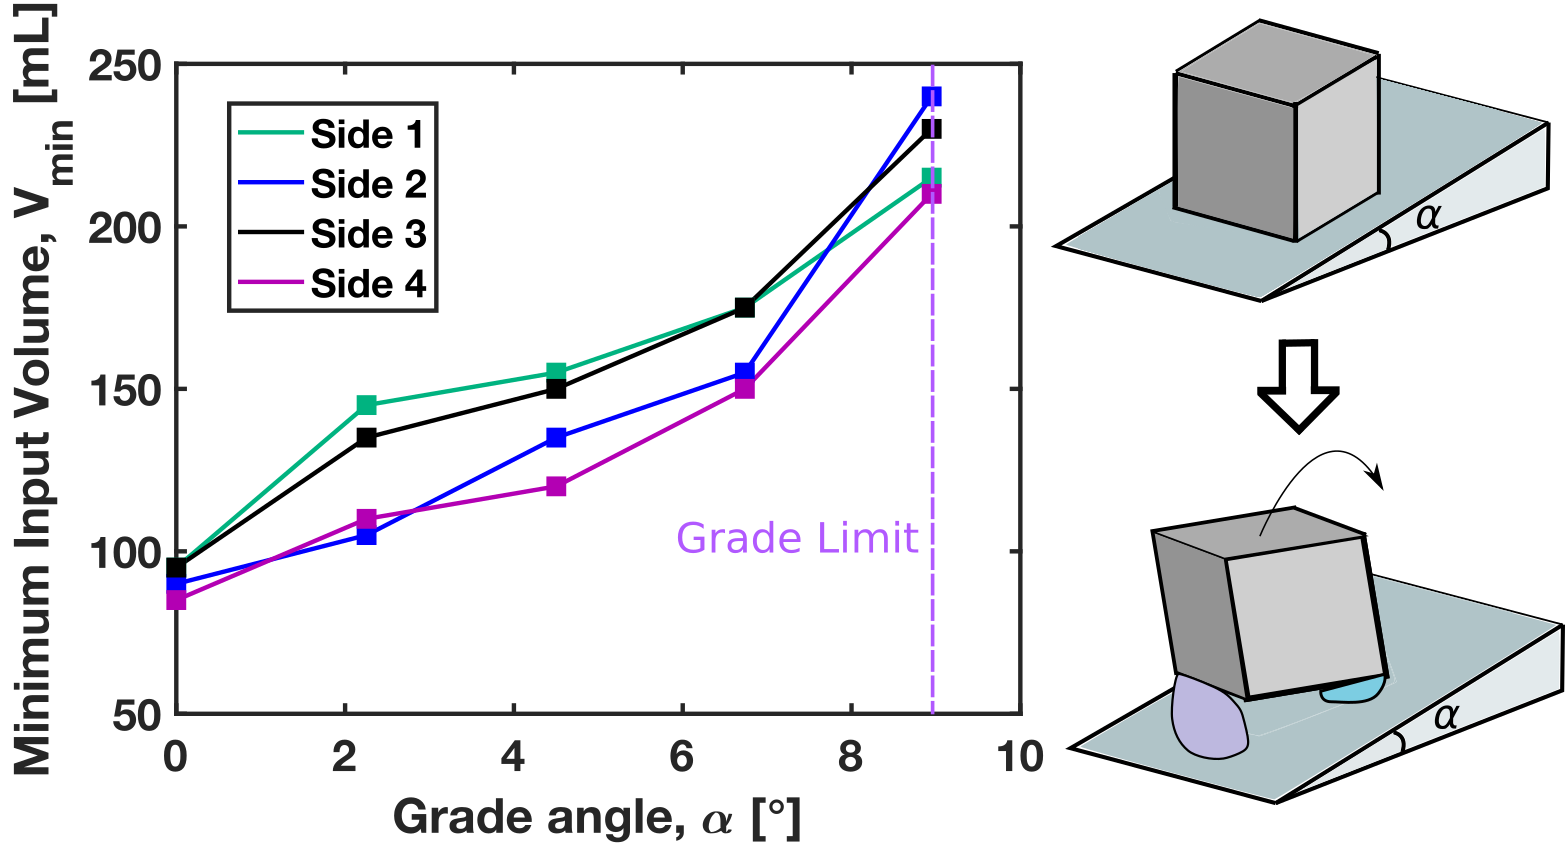 Minimum Input Volume, Vmin [mL]
250
200
150
100
50
Side 1
Side 2
Side 3
Side 4
Grade Limit
0 2 4 6 8 10
Grade angle, α [°]
α
α